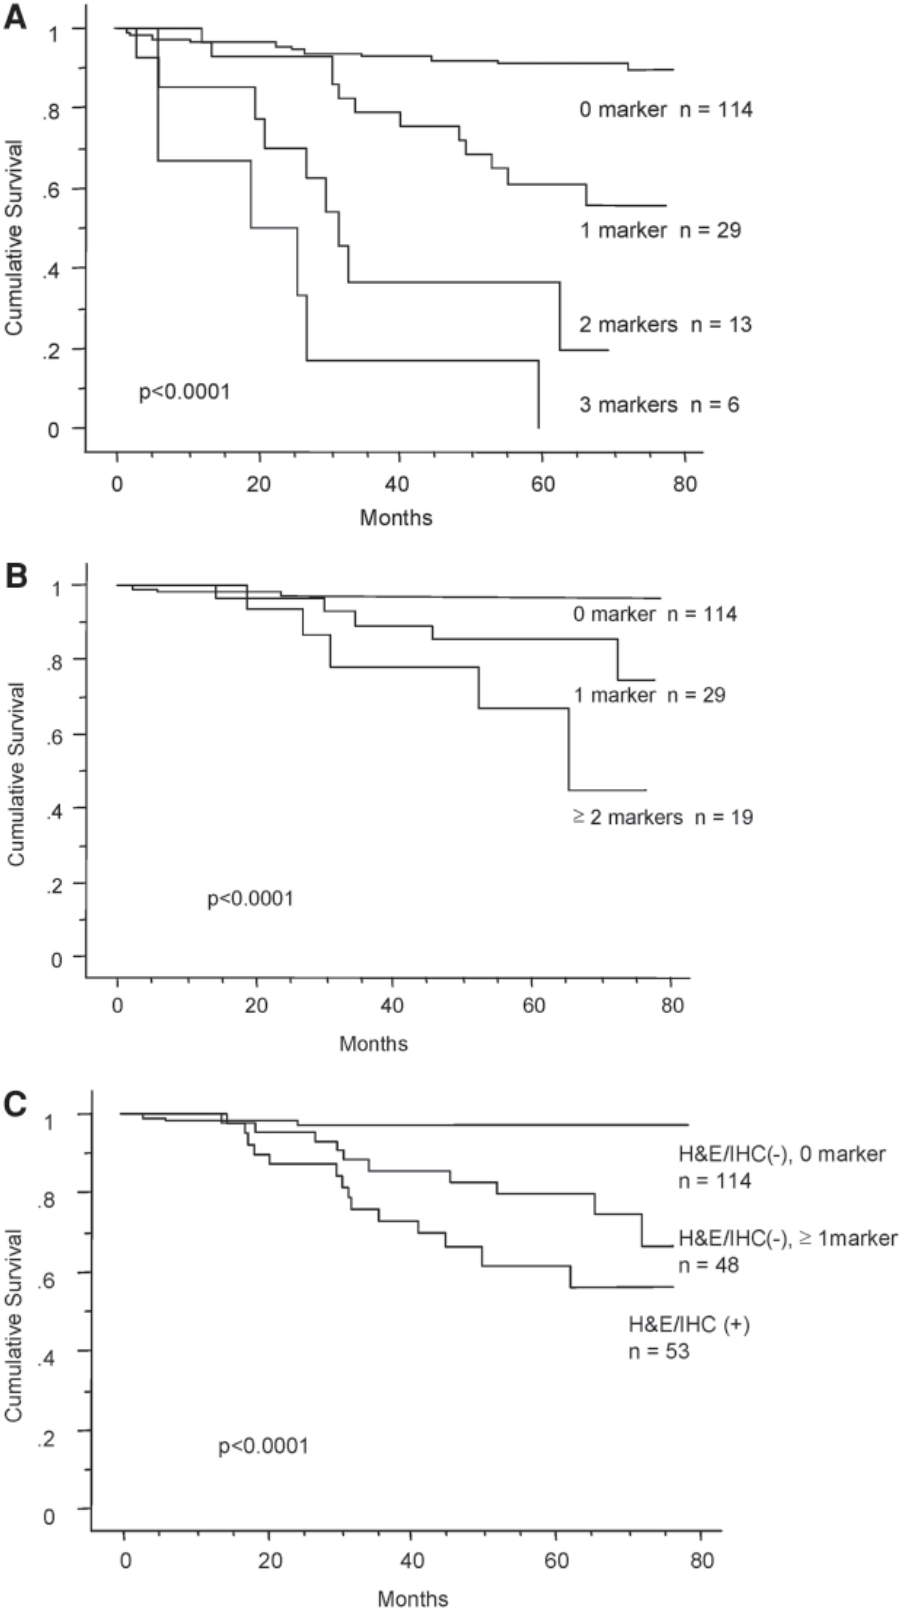 A
Cumulative Survival
1
.8
.6
.4
.2
0
0 marker n = 114
1 marker n = 29
2 markers n = 13
3 markers n = 6
p<0.0001
0 20 40 60 80
Months
B
Cumulative Survival
1
.8
.6
.4
.2
0
0 marker n = 114
1 marker n = 29
≥ 2 markers n = 19
p<0.0001
0 20 40 60 80
Months
C
Cumulative Survival
1
.8
.6
.4
.2
0
H&E/IHC(-), 0 marker
n = 114
H&E/IHC(-), ≥ 1marker
n = 48
H&E/IHC (+)
n = 53
p<0.0001
0 20 40 60 80
Months